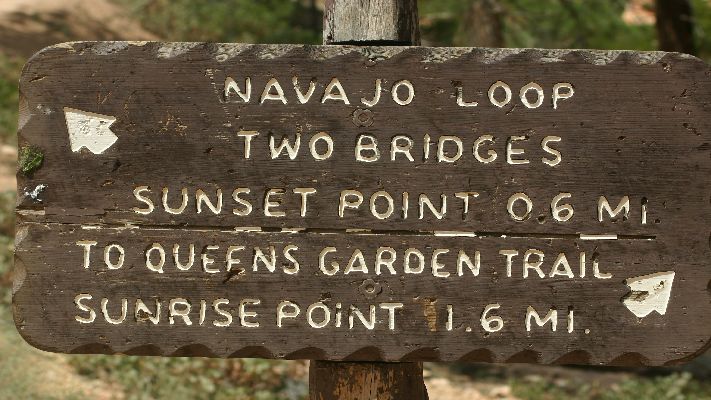 NAVAJO LOOP
TWO BRIDGES
SUNSET POINT 0.6 MI.
TO QUEENS GARDEN TRAIL
SUNRISE POINT 1.6 MI.